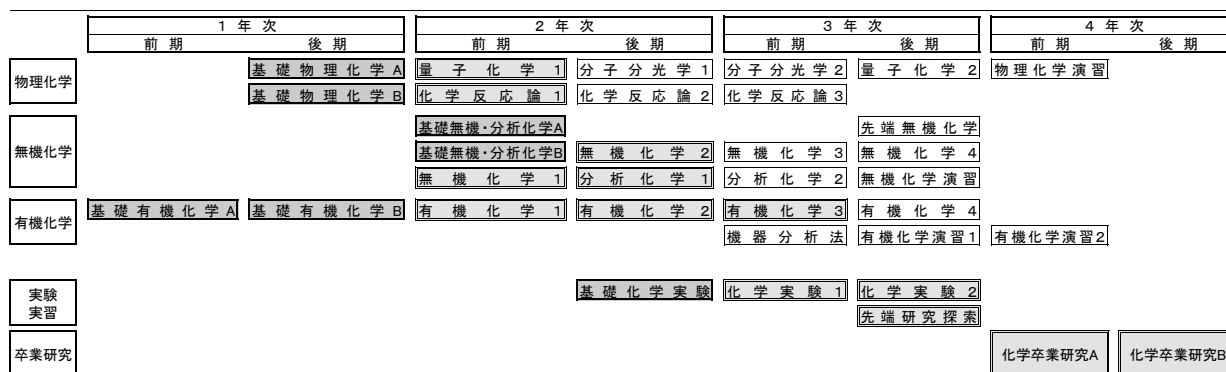 1年次 2年次 3年次 4年次
前期 後期 前期 後期 前期 後期 前期 後期
物理化学 基礎物理化学A 量子化学1 分子分光学1 分子分光学2 量子化学2 物理化学演習
基礎物理化学B 化学反応論1 化学反応論2 化学反応論3
無機化学 基礎無機・分析化学A 先端無機化学
基礎無機・分析化学B 無機化学2 無機化学3 無機化学4
無機化学1 分析化学1 分析化学2 無機化学演習
有機化学 基礎有機化学A 基礎有機化学B 有機化学1 有機化学2 有機化学3 有機化学4
機器分析法 有機化学演習1 有機化学演習2
実験
実習
基礎化学実験 化学実験1 化学実験2
先端研究探索
卒業研究 化学卒業研究A 化学卒業研究B